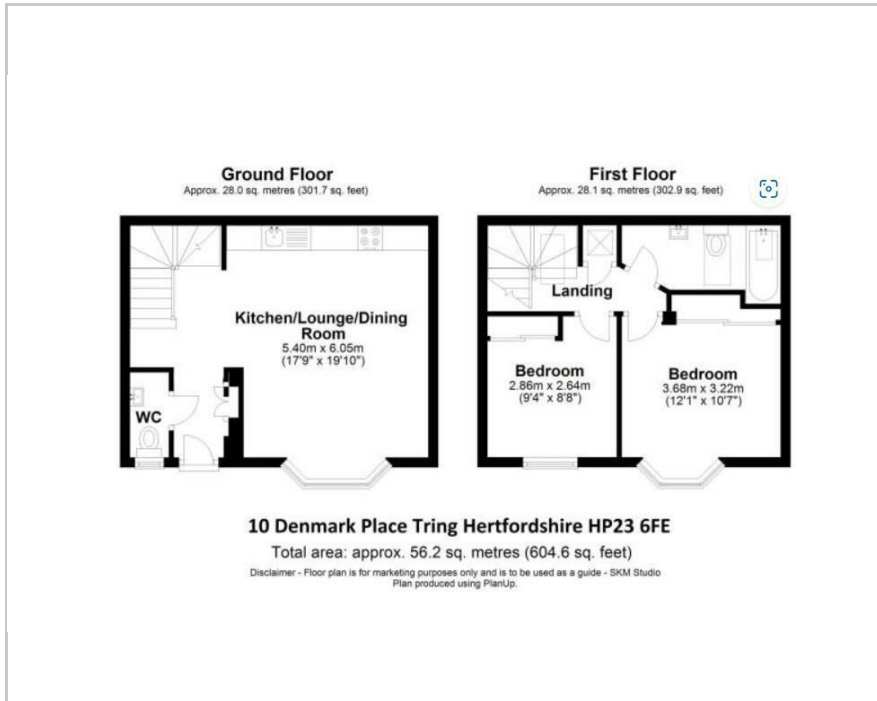 Ground Floor
Approx. 28.0 sq. metres (301.7 sq. feet)
First Floor
Approx. 28.1 sq. metres (302.9 sq. feet)
Kitchen/Lounge/Dining
Room
5.40m x 6.05m
(17'9" x 19'10")
WC
Landing
Bedroom
2.86m x 2.64m
(9'4" x 8'8")
Bedroom
3.68m x 3.22m
(12'1" x 10'7")
10 Denmark Place Tring Hertfordshire HP23 6FE
Total area: approx. 56.2 sq. metres (604.6 sq. feet)
Disclaimer - Floor plan is for marketing purposes only and is to be used as a guide - SKM Studio
Plan produced using PlanUp.